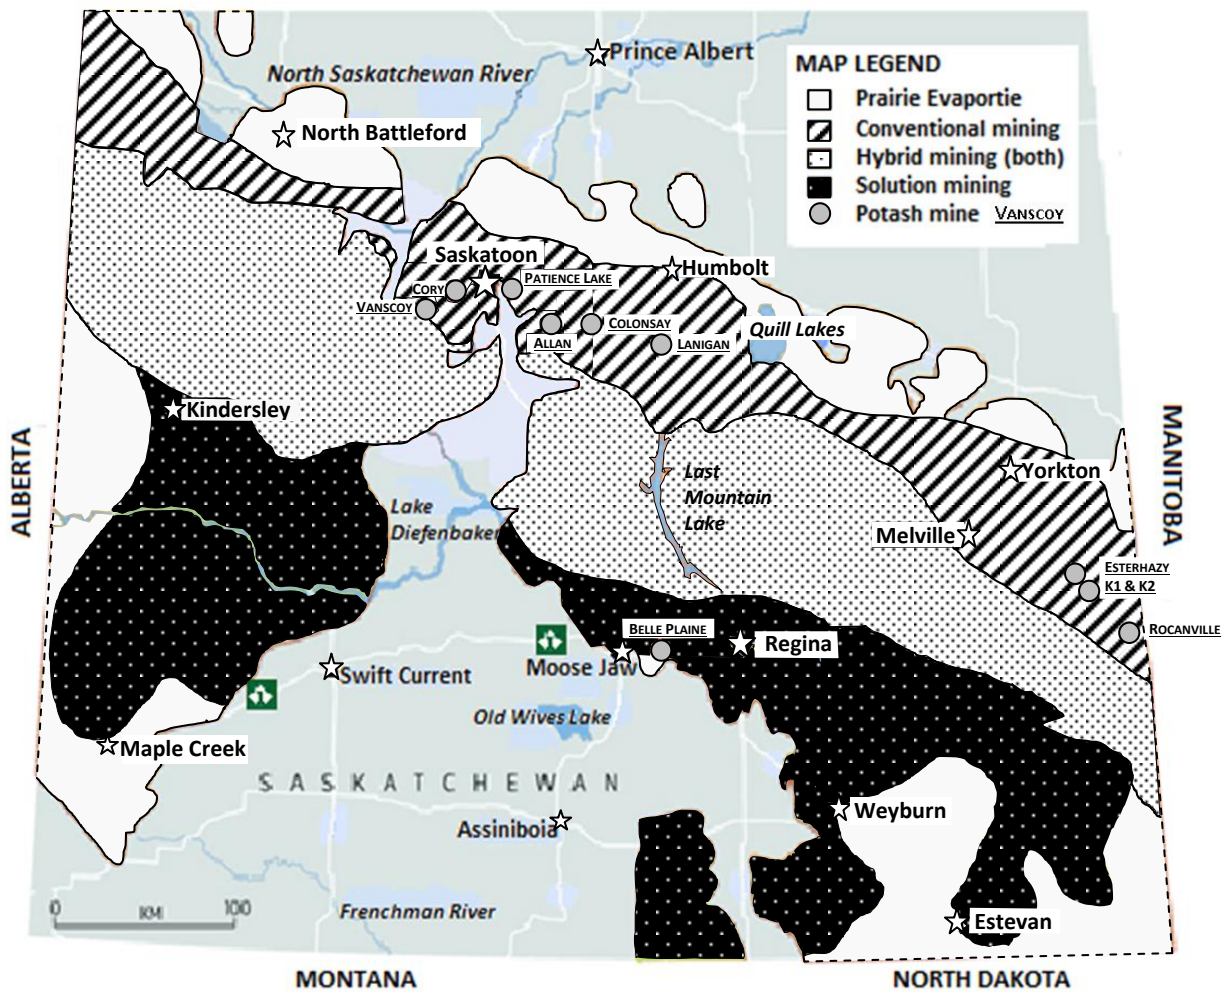 Prince Albert
North Saskatchewan River
North Battleford
MAP LEGEND
Prairie Evaportie
Conventional mining
Hybrid mining (both)
Solution mining
Potash mine VANSCOY
Saskatoon
Humbolt
CORY
PATIENCE LAKE
VANSCOY
ALLAN
COLONSAY
LANIGAN
Quill Lakes
Kindersley
ALBERTA
MANITOBA
Yorkton
Last
Mountain
Lake
Lake
Diefenbaker
Melville
ESTERHAZY
K1 & K2
ROCANVILLE
BELLE PLAINE
Regina
Moose Jaw
Swift Current
Old Wives Lake
Maple Creek
SASKATCHEWAN
Weyburn
Assiniboia
0 KMI 100
Frenchman River
Estevan
MONTANA
NORTH DAKOTA